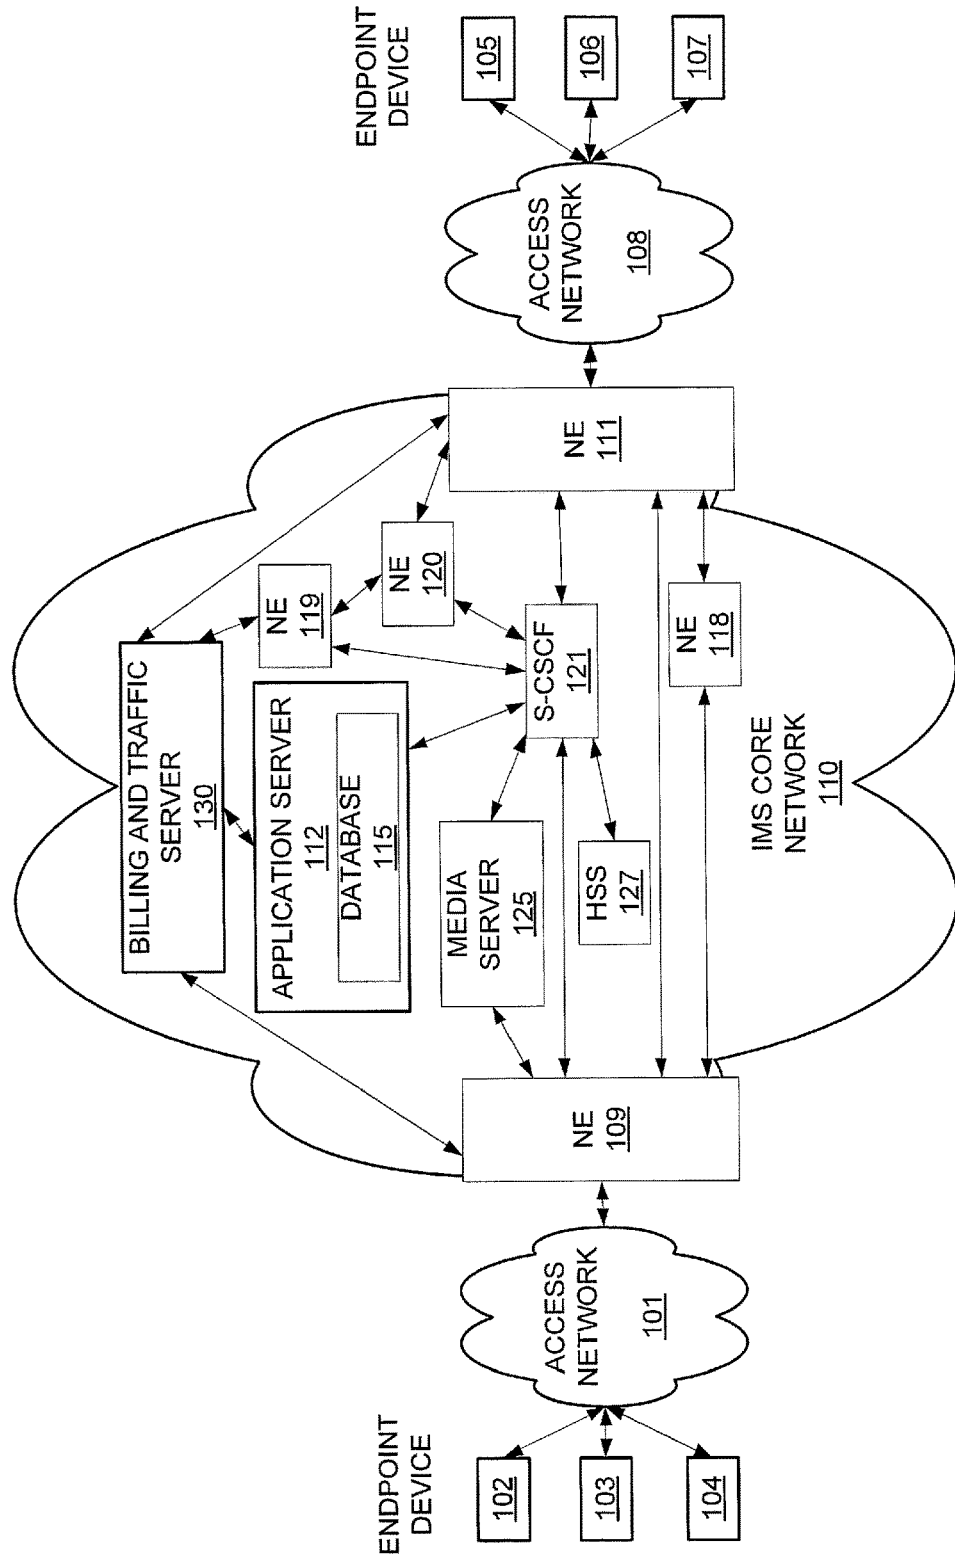 ENDPOINT
DEVICE
102
103
104
ACCESS
NETWORK
101
NE
109
BILLING AND TRAFFIC
SERVER
130
APPLICATION SERVER
112
DATABASE
115
MEDIA
SERVER
125
HSS
127
S-CSCF
121
NE
119
NE
120
NE
118
IMS CORE
NETWORK
110
NE
111
ACCESS
NETWORK
108
ENDPOINT
DEVICE
105
106
107